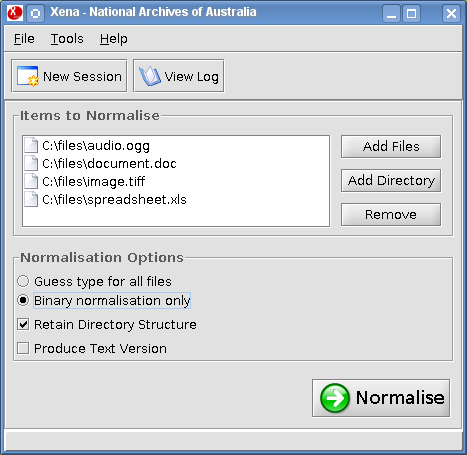 Xena - National Archives of Australia
File Tools Help
New Session View Log
Items to Normalise
C:\files\audio.ogg
C:\files\document.doc
C:\files\image.tiff
C:\files\spreadsheet.xls
Add Files
Add Directory
Remove
Normalisation Options
Guess type for all files
Binary normalisation only
Retain Directory Structure
Produce Text Version
Normalise